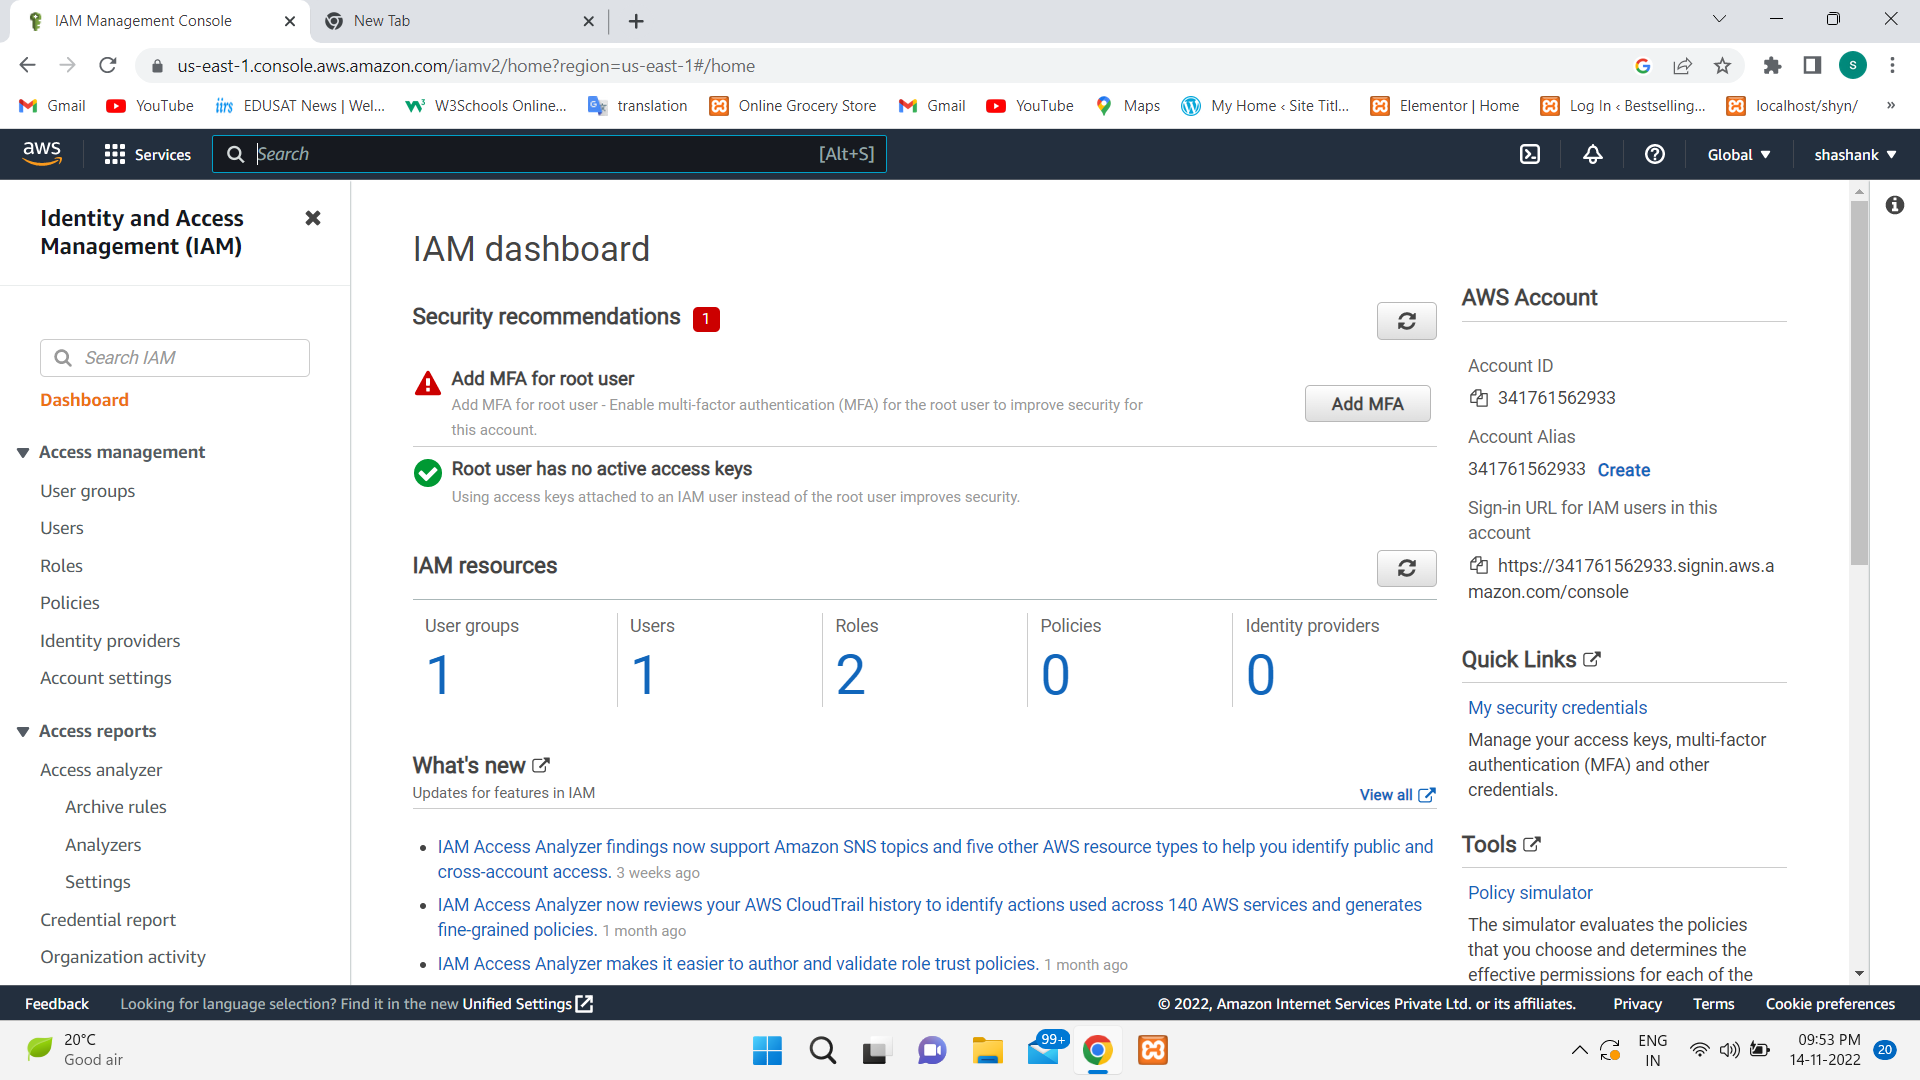 IAM Management Console
New Tab
us-east-1.console.aws.amazon.com/iamv2/home?region=us-east-1#/home
S
Gmail
YouTube
EDUSAT News | Wel...
W3Schools Online...
translation
Online Grocery Store
Gmail
YouTube
Maps
My Home ‹ Site Titl...
Elementor | Home
Log In ‹ Bestselling...
localhost/shyn/
»
aws
Services
Search
[Alt+S]
Global
shashank
Identity and Access
Management (IAM)
Search IAM
Dashboard
Access management
User groups
Users
Roles
Policies
Identity providers
Account settings
Access reports
Access analyzer
Archive rules
Analyzers
Settings
Credential report
Organization activity
IAM dashboard
Security recommendations 1
Add MFA for root user
Add MFA for root user - Enable multi-factor authentication (MFA) for the root user to improve security for
this account.
Add MFA
Root user has no active access keys
Using access keys attached to an IAM user instead of the root user improves security.
IAM resources
User groups
1
Users
1
Roles
2
Policies
0
Identity providers
0
What's new
Updates for features in IAM
View all
IAM Access Analyzer findings now support Amazon SNS topics and five other AWS resource types to help you identify public and
cross-account access. 3 weeks ago
IAM Access Analyzer now reviews your AWS CloudTrail history to identify actions used across 140 AWS services and generates
fine-grained policies. 1 month ago
IAM Access Analyzer makes it easier to author and validate role trust policies. 1 month ago
AWS Account
Account ID
341761562933
Account Alias
341761562933 Create
Sign-in URL for IAM users in this
account
https://341761562933.signin.aws.a
mazon.com/console
Quick Links
My security credentials
Manage your access keys, multi-factor
authentication (MFA) and other
credentials.
Tools
Policy simulator
The simulator evaluates the policies
that you choose and determines the
effective permissions for each of the
Feedback
Looking for language selection? Find it in the new Unified Settings
© 2022, Amazon Internet Services Private Ltd. or its affiliates.
Privacy
Terms
Cookie preferences
20°C
Good air
99+
ENG
IN
09:53 PM
14-11-2022
20